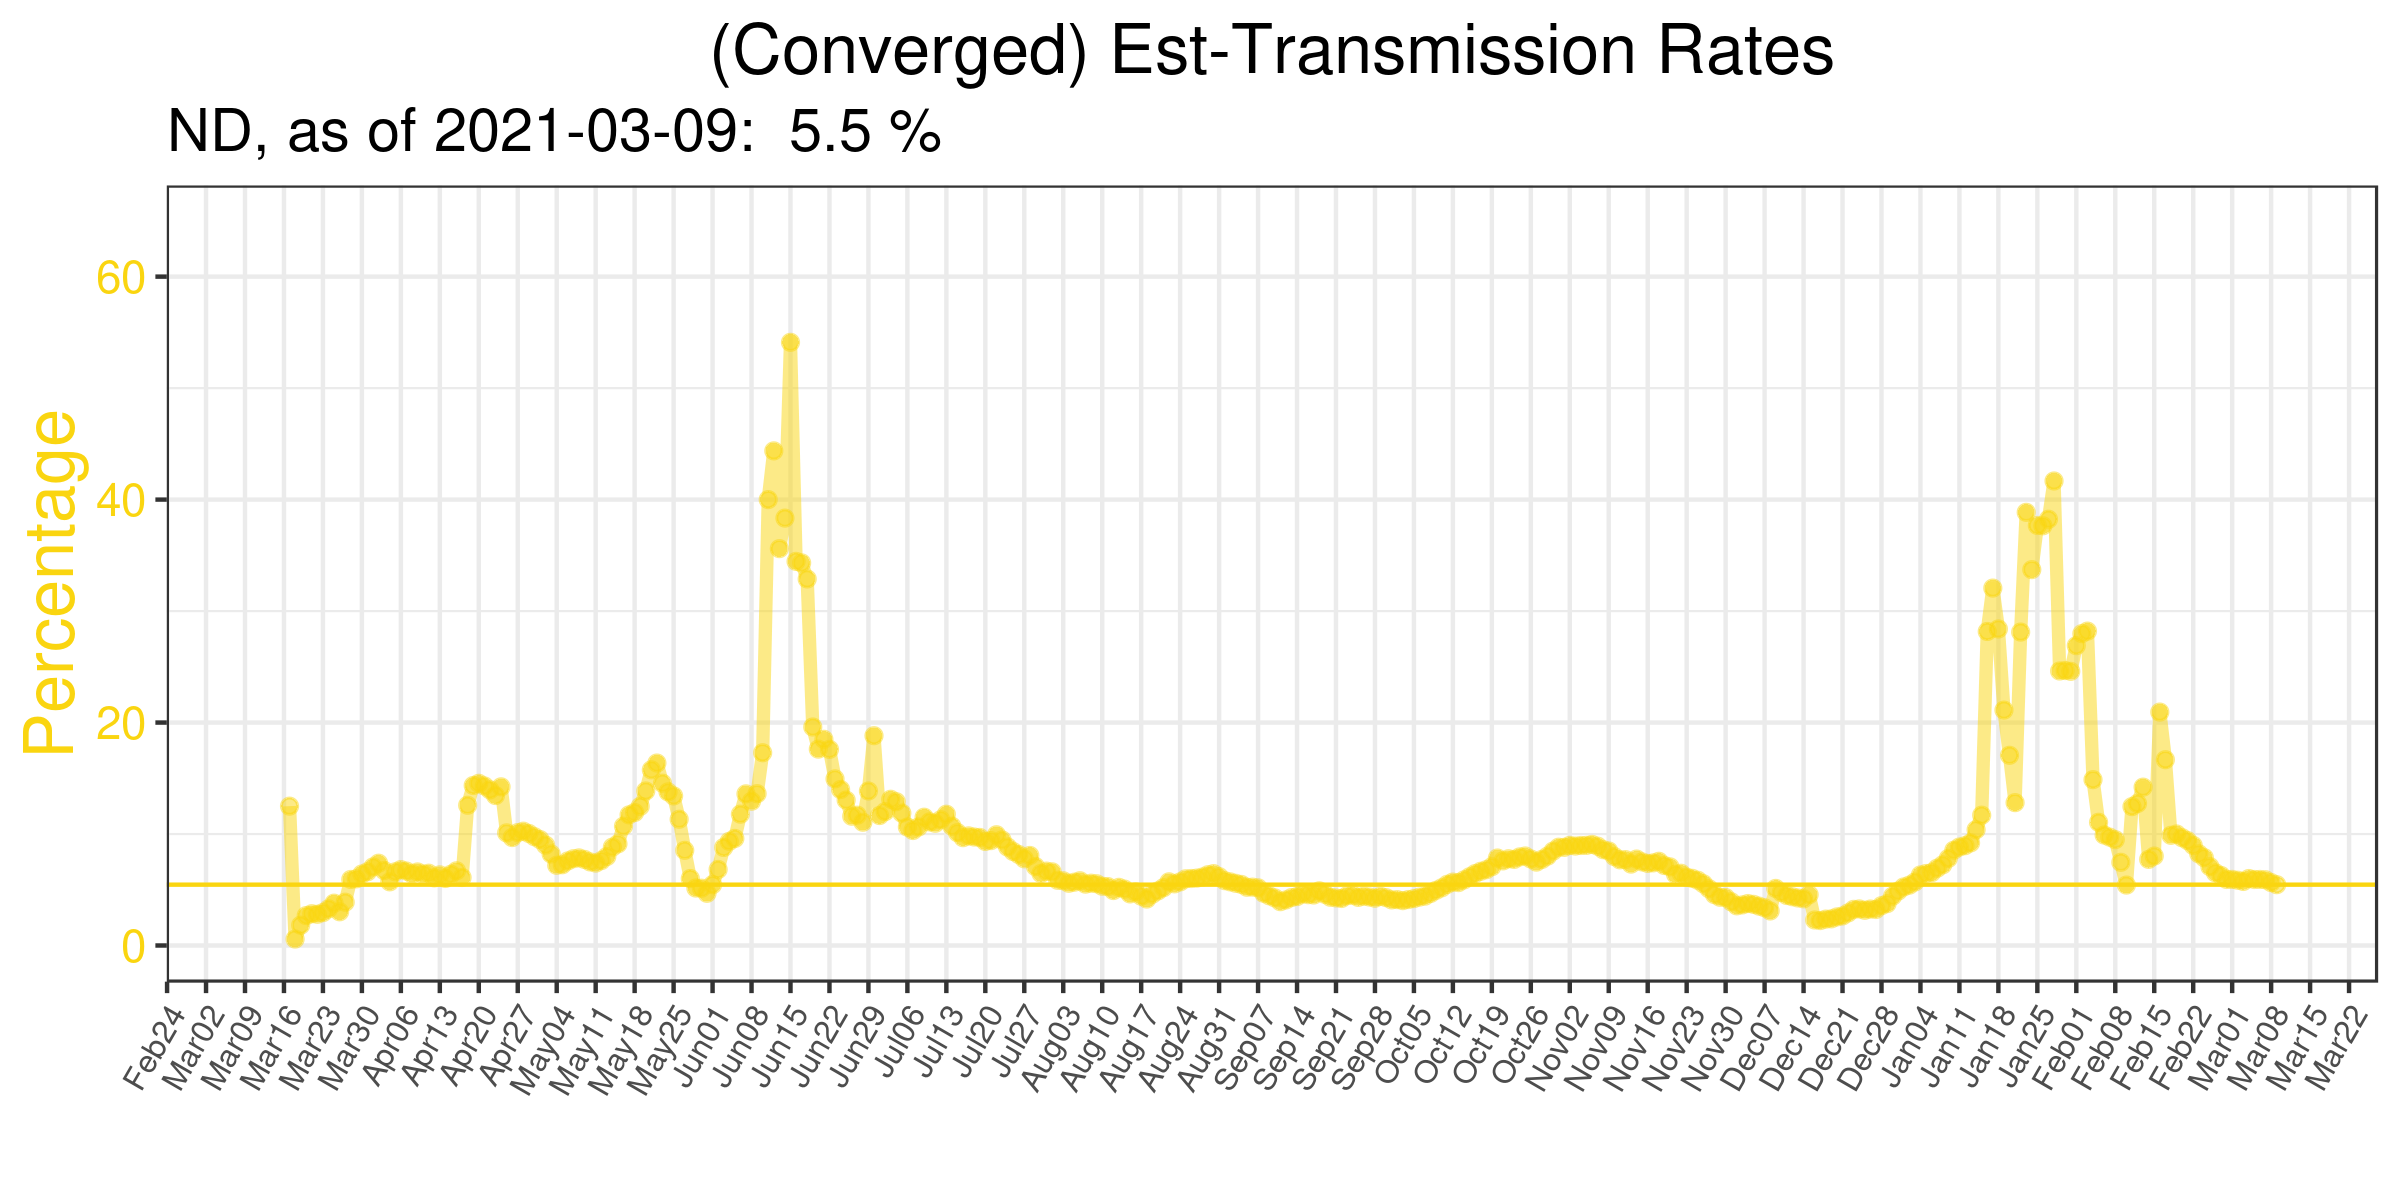 (Converged) Est-Transmission Rates
ND, as of 2021-03-09:  5.5 %
Percentage
60
40
20
0
Feb24
Mar02
Mar09
Mar16
Mar23
Mar30
Apr06
Apr13
Apr20
Apr27
May04
May11
May18
May25
Jun01
Jun08
Jun15
Jun22
Jun29
Jul06
Jul13
Jul20
Jul27
Aug03
Aug10
Aug17
Aug24
Aug31
Sep07
Sep14
Sep21
Sep28
Oct05
Oct12
Oct19
Oct26
Nov02
Nov09
Nov16
Nov23
Nov30
Dec07
Dec14
Dec21
Dec28
Jan04
Jan11
Jan18
Jan25
Feb01
Feb08
Feb15
Feb22
Mar01
Mar08
Mar15
Mar22